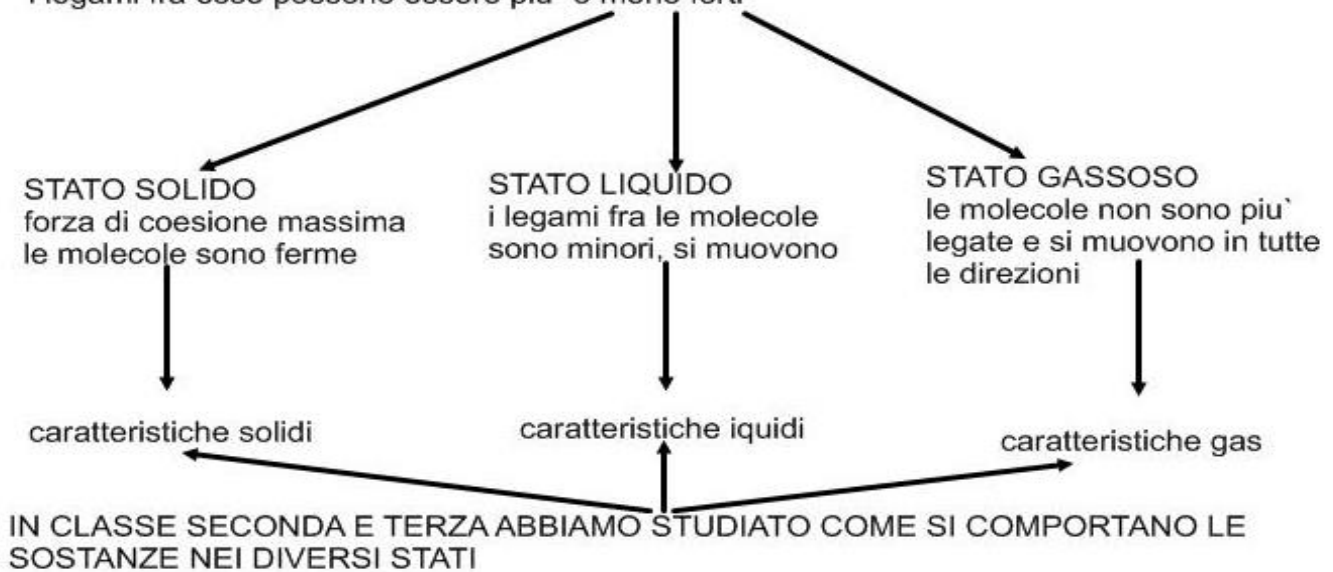 STATO SOLIDO
forza di coesione massima
le molecole sono ferme
STATO LIQUIDO
i legami fra le molecole
sono minori, si muovono
STATO GASSOSO
le molecole non sono piu`
legate e si muovono in tutte
le direzioni
caratteristiche solidi
caratteristiche iquidi
caratteristiche gas
IN CLASSE SECONDA E TERZA ABBIAMO STUDIATO COME SI COMPORTANO LE
SOSTANZE NEI DIVERSI STATI